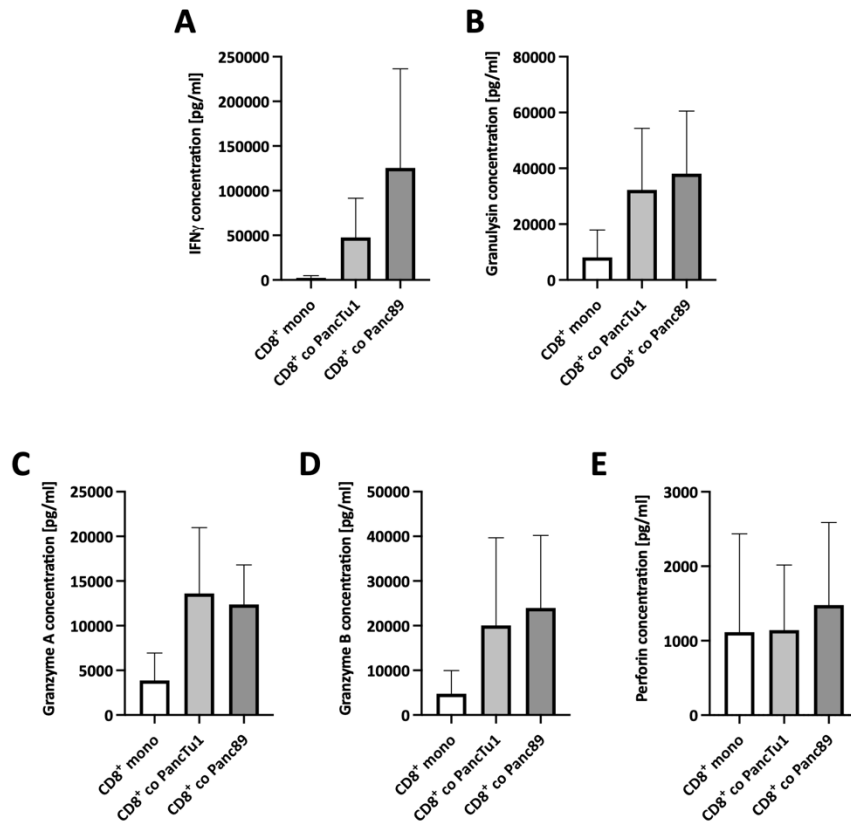 A
IFNγ concentration [pg/ml]
250000
200000
150000
100000
50000
0
CD8⁺ mono
CD8⁺ co PancTu1
CD8⁺ co Panc89
B
Granulysin concentration [pg/ml]
80000
60000
40000
20000
0
CD8⁺ mono
CD8⁺ co PancTu1
CD8⁺ co Panc89
C
Granzyme A concentration [pg/ml]
25000
20000
15000
10000
5000
0
CD8⁺ mono
CD8⁺ co PancTu1
CD8⁺ co Panc89
D
Granzyme B concentration [pg/ml]
50000
40000
30000
20000
10000
0
CD8⁺ mono
CD8⁺ co PancTu1
CD8⁺ co Panc89
E
Perforin concentration [pg/ml]
3000
2000
1000
0
CD8⁺ mono
CD8⁺ co PancTu1
CD8⁺ co Panc89